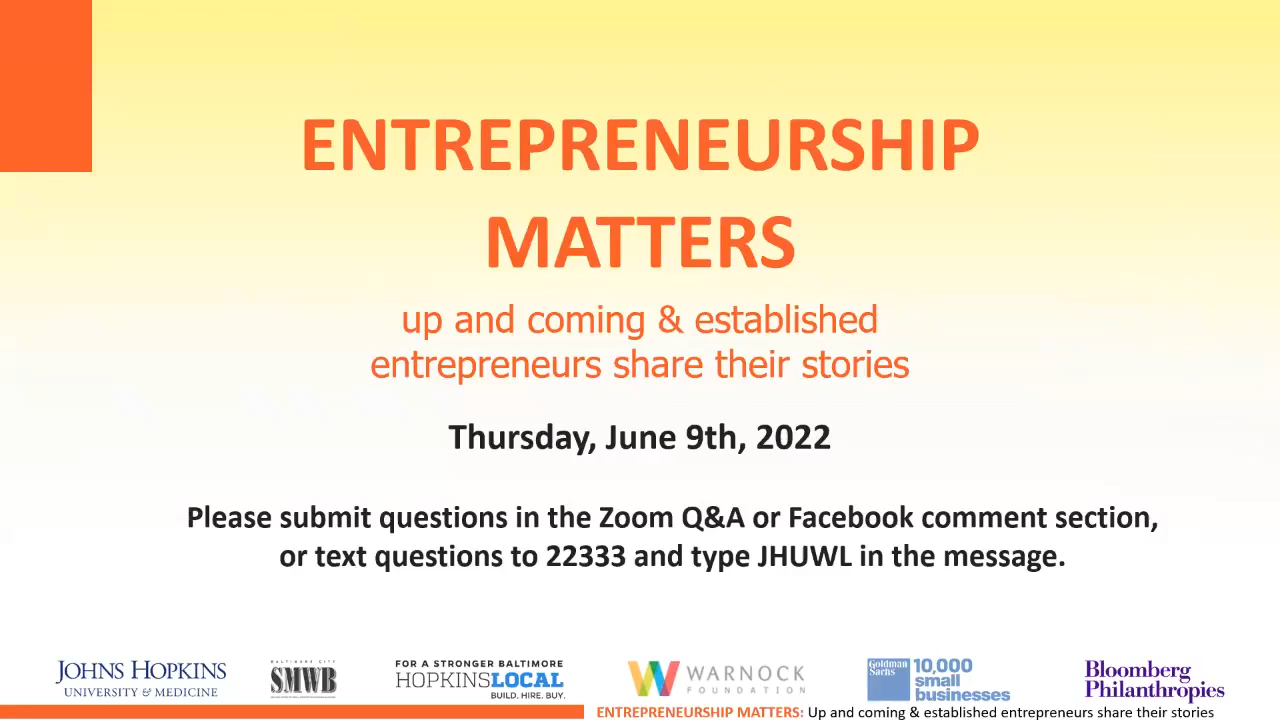 ENTREPRENEURSHIP
MATTERS
up and coming & established
entrepreneurs share their stories
Thursday, June 9th, 2022
Please submit questions in the Zoom Q&A or Facebook comment section,
or text questions to 22333 and type JHUWL in the message.
JOHNS HOPKINS
UNIVERSITY & MEDICINE
BALTIMORE CITY
SMWB
FOR A STRONGER BALTIMORE
HOPKINSLOCAL
BUILD. HIRE. BUY.
WARNOCK
FOUNDATION
Goldman
Sachs
10,000
small
businesses
Bloomberg
Philanthropies
ENTREPRENEURSHIP MATTERS: Up and coming & established entrepreneurs share their stories